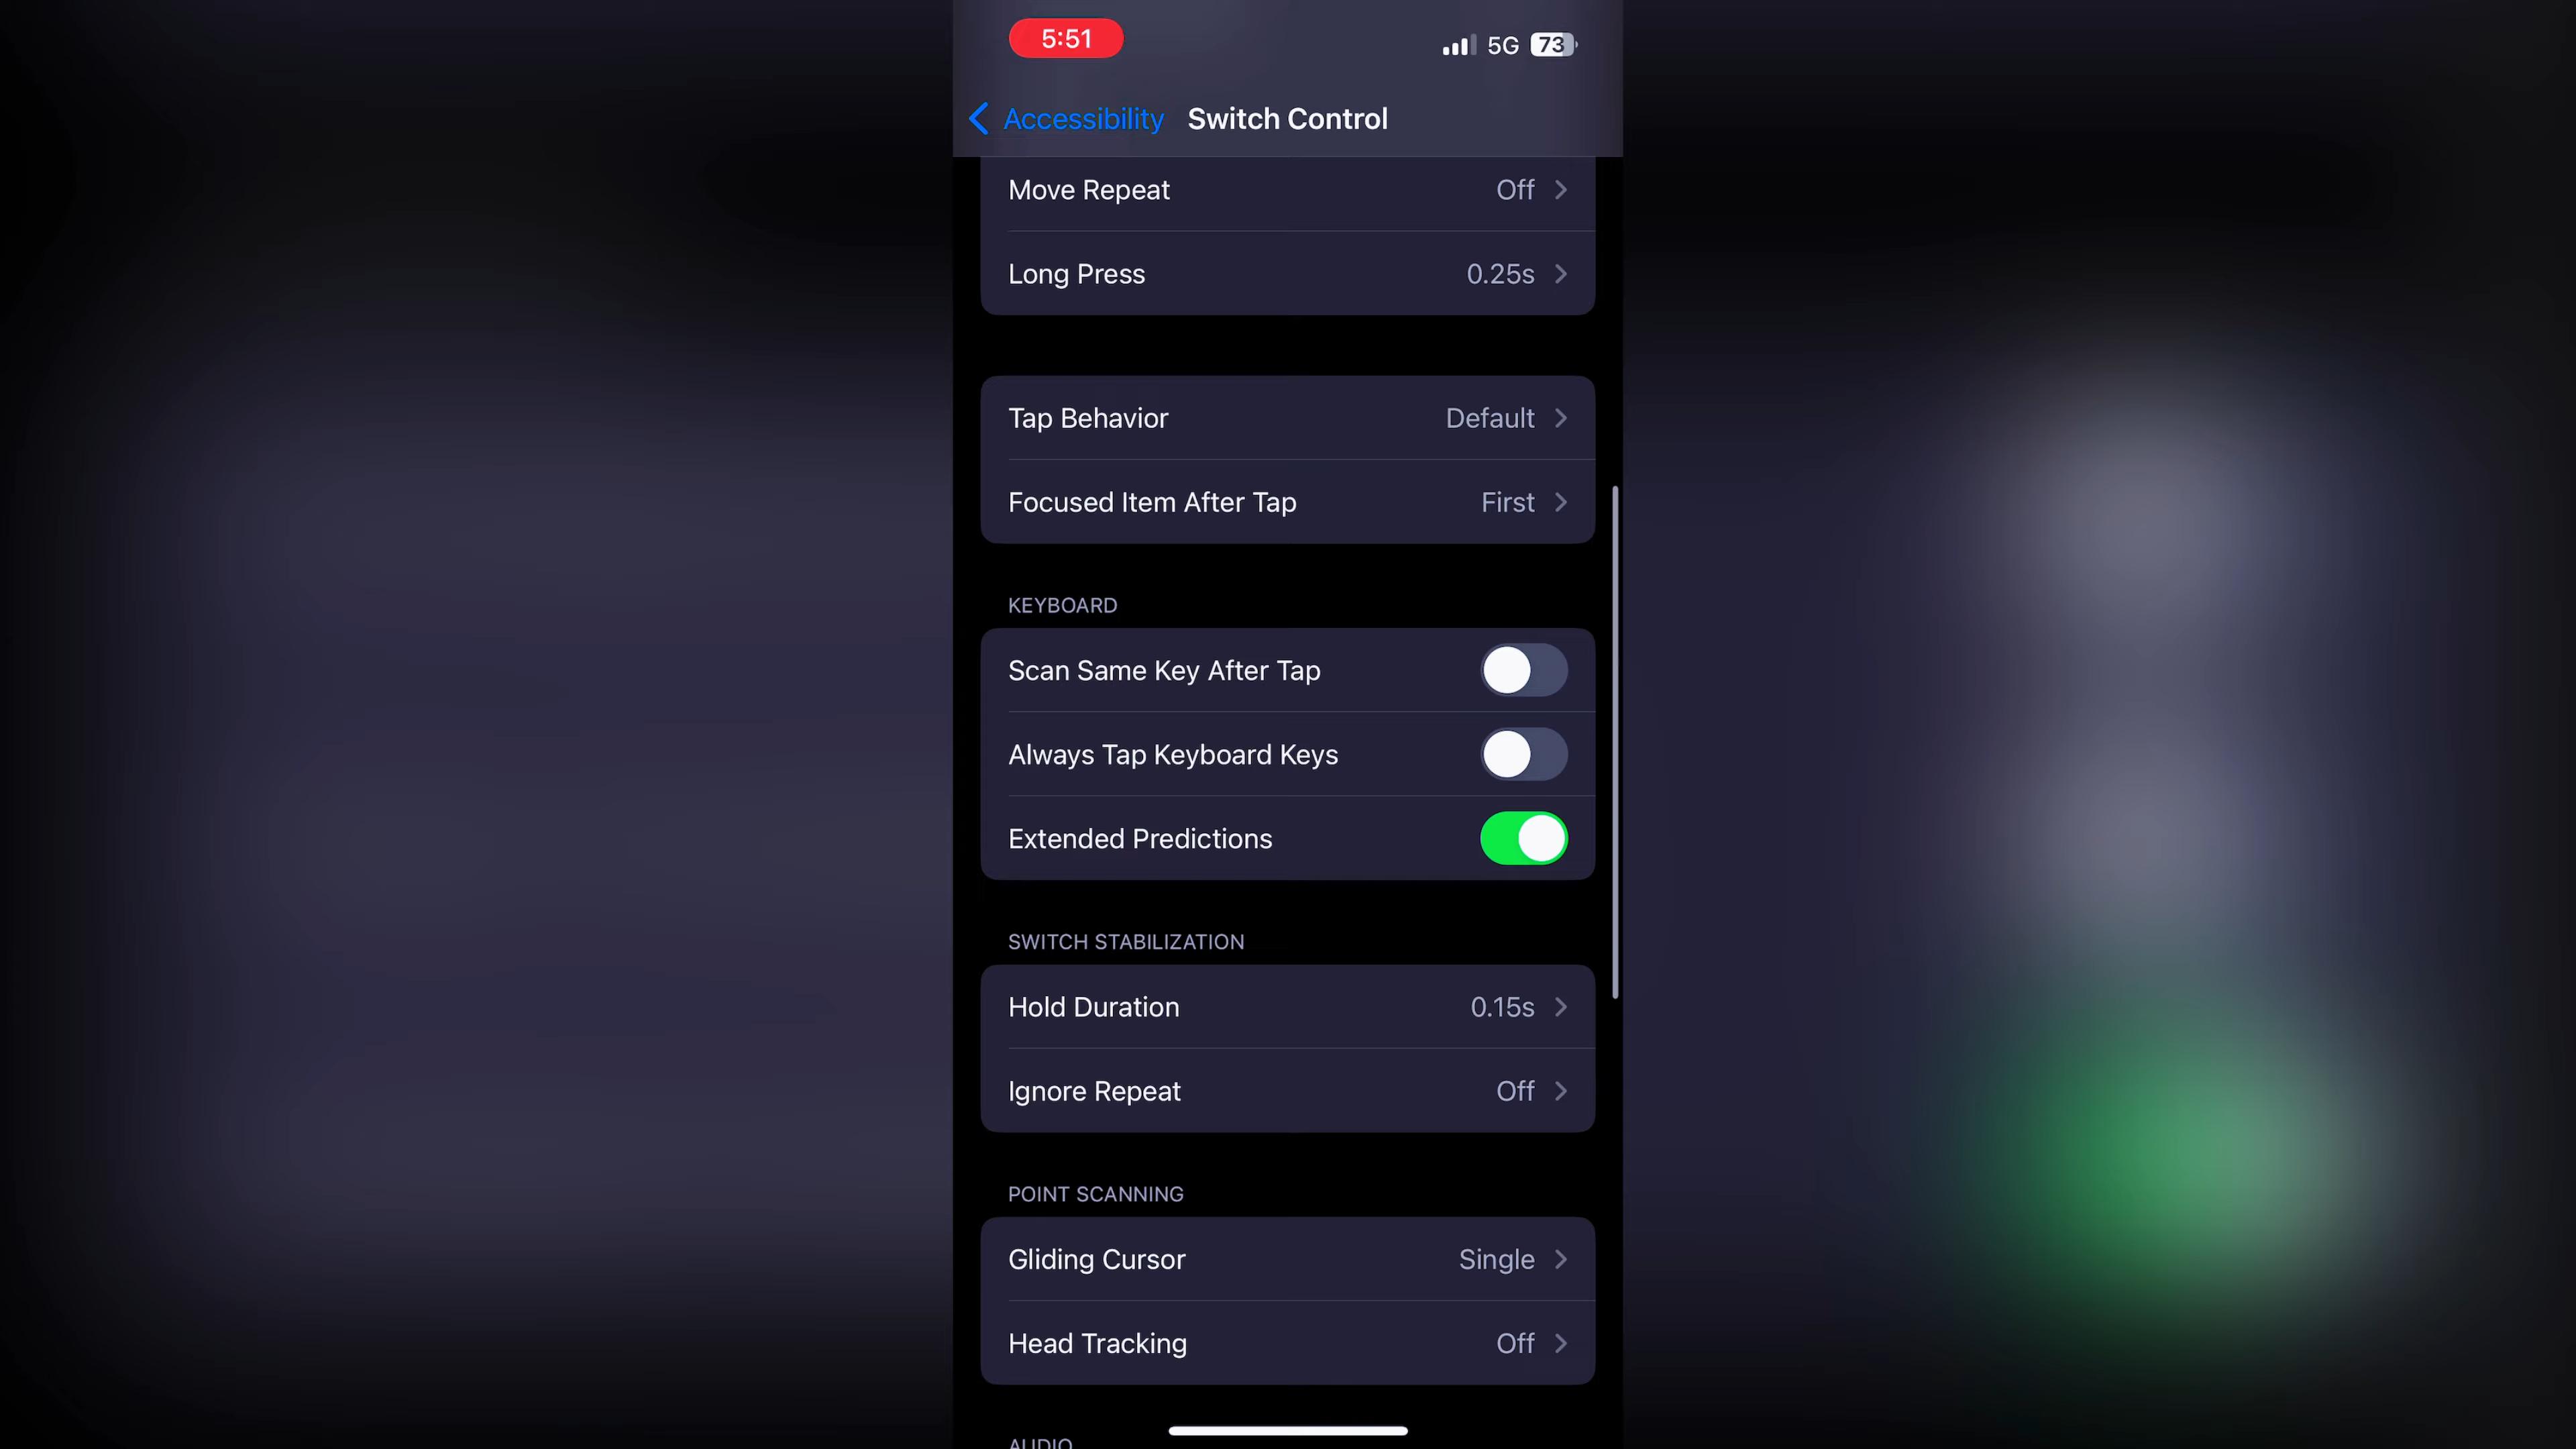 5:51
5G 73
Accessibility Switch Control
Move Repeat Off
Long Press 0.25s
Tap Behavior Default
Focused Item After Tap First
KEYBOARD
Scan Same Key After Tap
Always Tap Keyboard Keys
Extended Predictions
SWITCH STABILIZATION
Hold Duration 0.15s
Ignore Repeat Off
POINT SCANNING
Gliding Cursor Single
Head Tracking Off
AUDIO